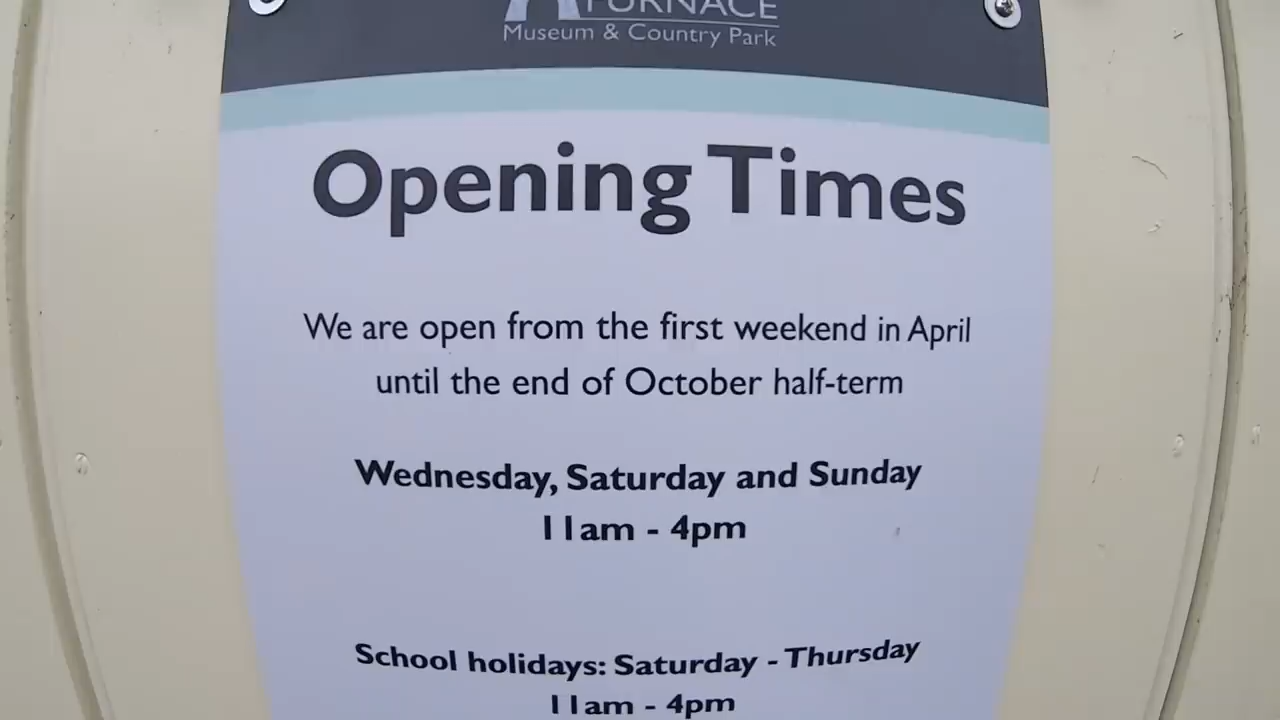 FURNACE
Museum & Country Park
Opening Times
We are open from the first weekend in April
until the end of October half-term
Wednesday, Saturday and Sunday
11am - 4pm
School holidays: Saturday - Thursday
11am - 4pm